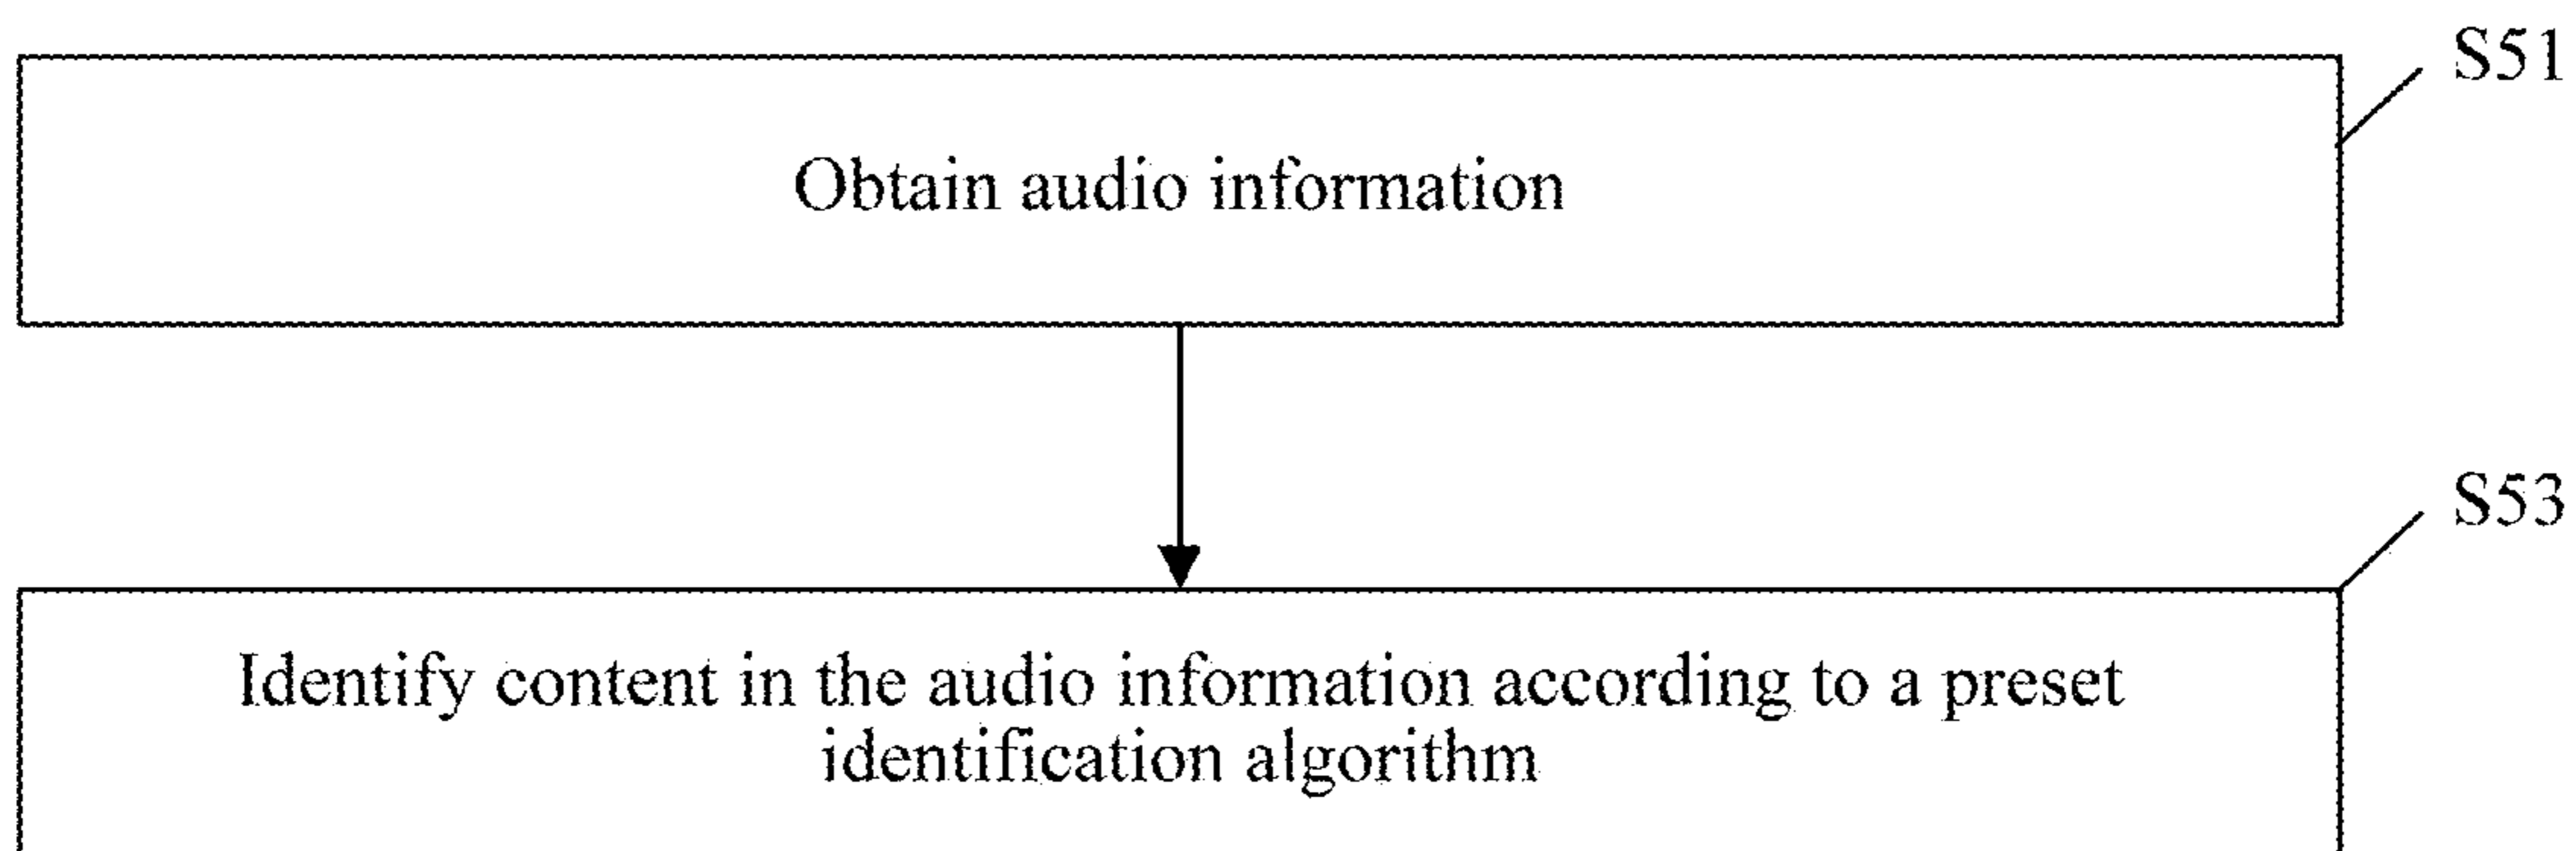 S51
Obtain audio information
S53
Identify content in the audio information according to a preset
identification algorithm